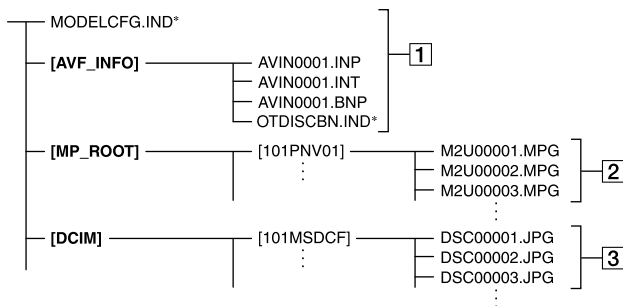 MODELCFG.IND*
[AVF_INFO]
AVIN0001.INP
AVIN0001.INT
AVIN0001.BNP
OTDISCBN.IND*
1
[MP_ROOT]
[101PNV01]
M2U00001.MPG
M2U00002.MPG
M2U00003.MPG
2
[DCIM]
[101MSDCF]
DSC00001.JPG
DSC00002.JPG
DSC00003.JPG
3